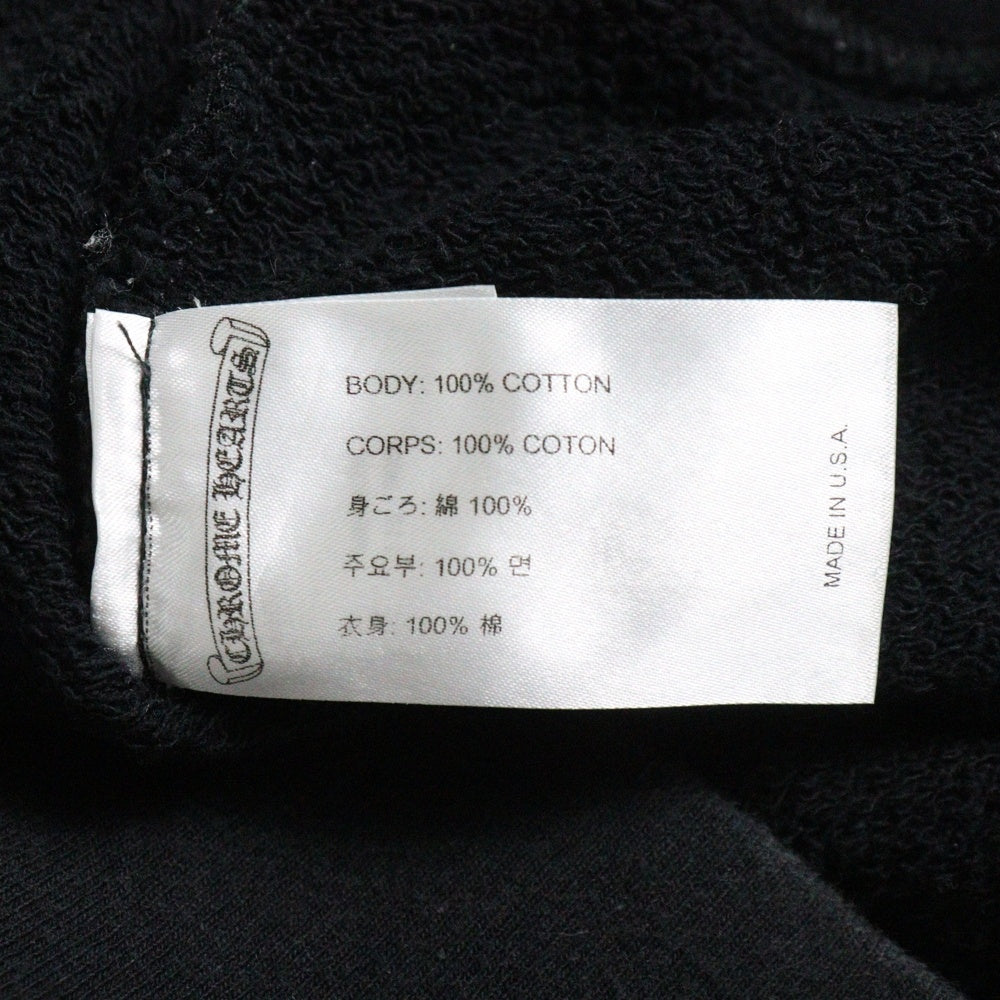 CHROME HEARTS
BODY: 100% COTTON
CORPS: 100% COTON
身ごろ: 綿 100%
주요부: 100% 면
衣身: 100% 棉
MADE IN U.S.A.